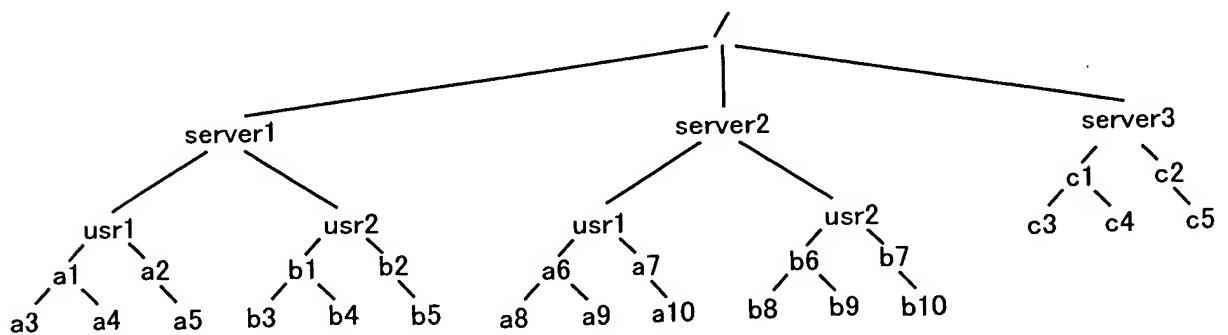 /
server1 server2 server3
usr1 usr2 usr1 usr2 c1 c2
c3 c4 c5
a1 a2 b1 b2 a6 a7 b6 b7
a3 a4 a5 b3 b4 b5 a8 a9 a10 b8 b9 b10